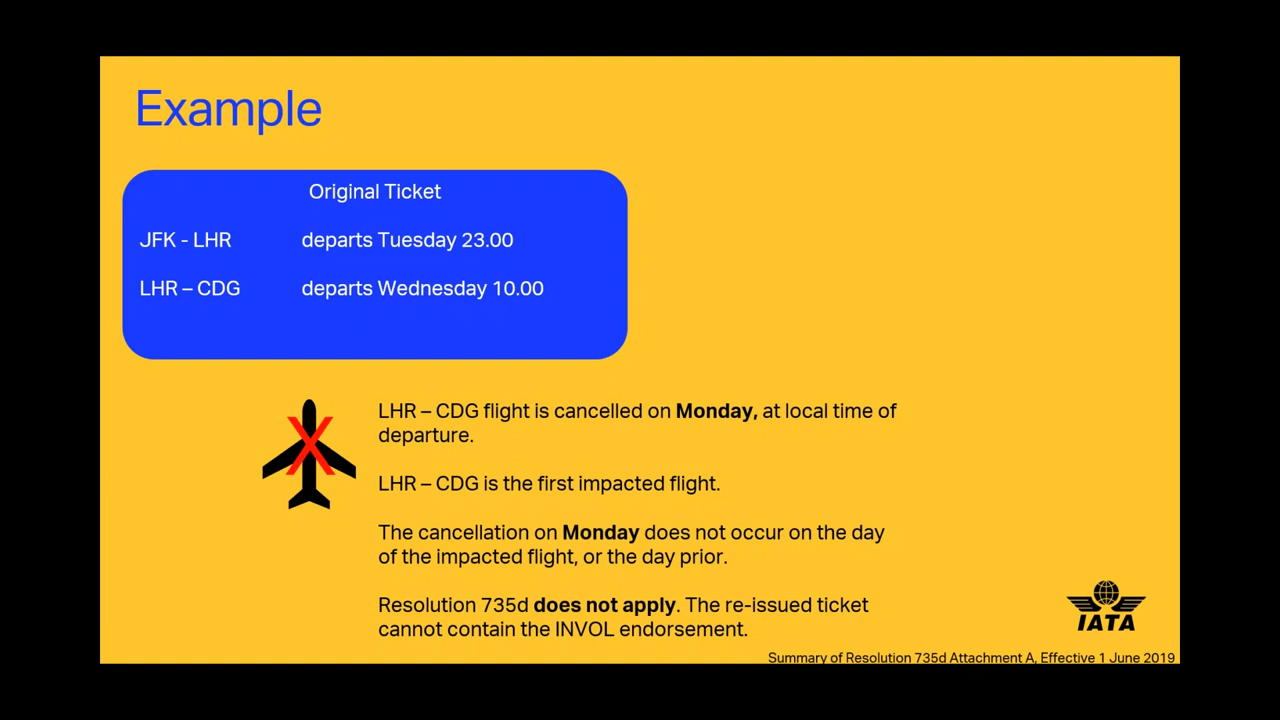 Example
Original Ticket
JFK - LHR departs Tuesday 23.00
LHR – CDG departs Wednesday 10.00
LHR – CDG flight is cancelled on Monday, at local time of
departure.
LHR – CDG is the first impacted flight.
The cancellation on Monday does not occur on the day
of the impacted flight, or the day prior.
Resolution 735d does not apply. The re-issued ticket
cannot contain the INVOL endorsement.
IATA
Summary of Resolution 735d Attachment A, Effective 1 June 2019